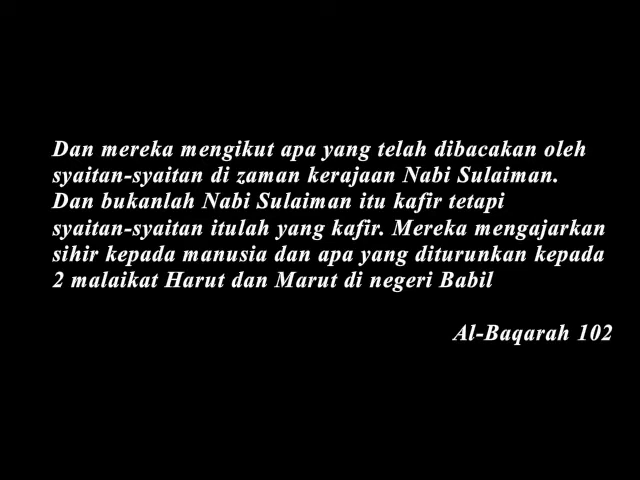 Dan mereka mengikut apa yang telah dibacakan oleh
syaitan-syaitan di zaman kerajaan Nabi Sulaiman.
Dan bukanlah Nabi Sulaiman itu kafir tetapi
syaitan-syaitan itulah yang kafir. Mereka mengajarkan
sihir kepada manusia dan apa yang diturunkan kepada
2 malaikat Harut dan Marut di negeri Babil
Al-Baqarah 102